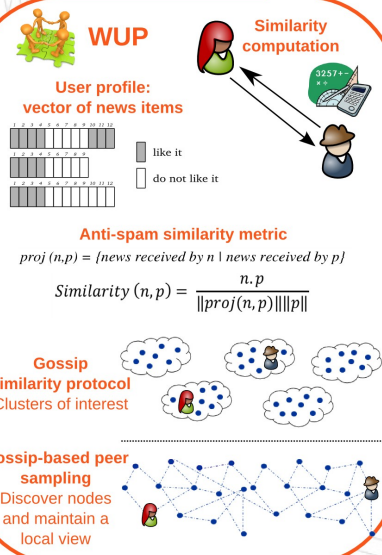 WUP
Similarity
computation
3257+-
× ÷
User profile:
vector of news items
1 2 3 4 5 6 7 8 9 10 11 12
1 2 3 4 5 6 7 8 9
1 2 3 4 5 6 7 8 9 10 11 12
like it
do not like it
Anti-spam similarity metric
proj (n,p) = {news received by n | news received by p}
Similarity (n,p) = n.p / ‖proj(n,p)‖‖p‖
Gossip
imilarity protocol
Clusters of interest
ossip-based peer
sampling
Discover nodes
and maintain a
local view